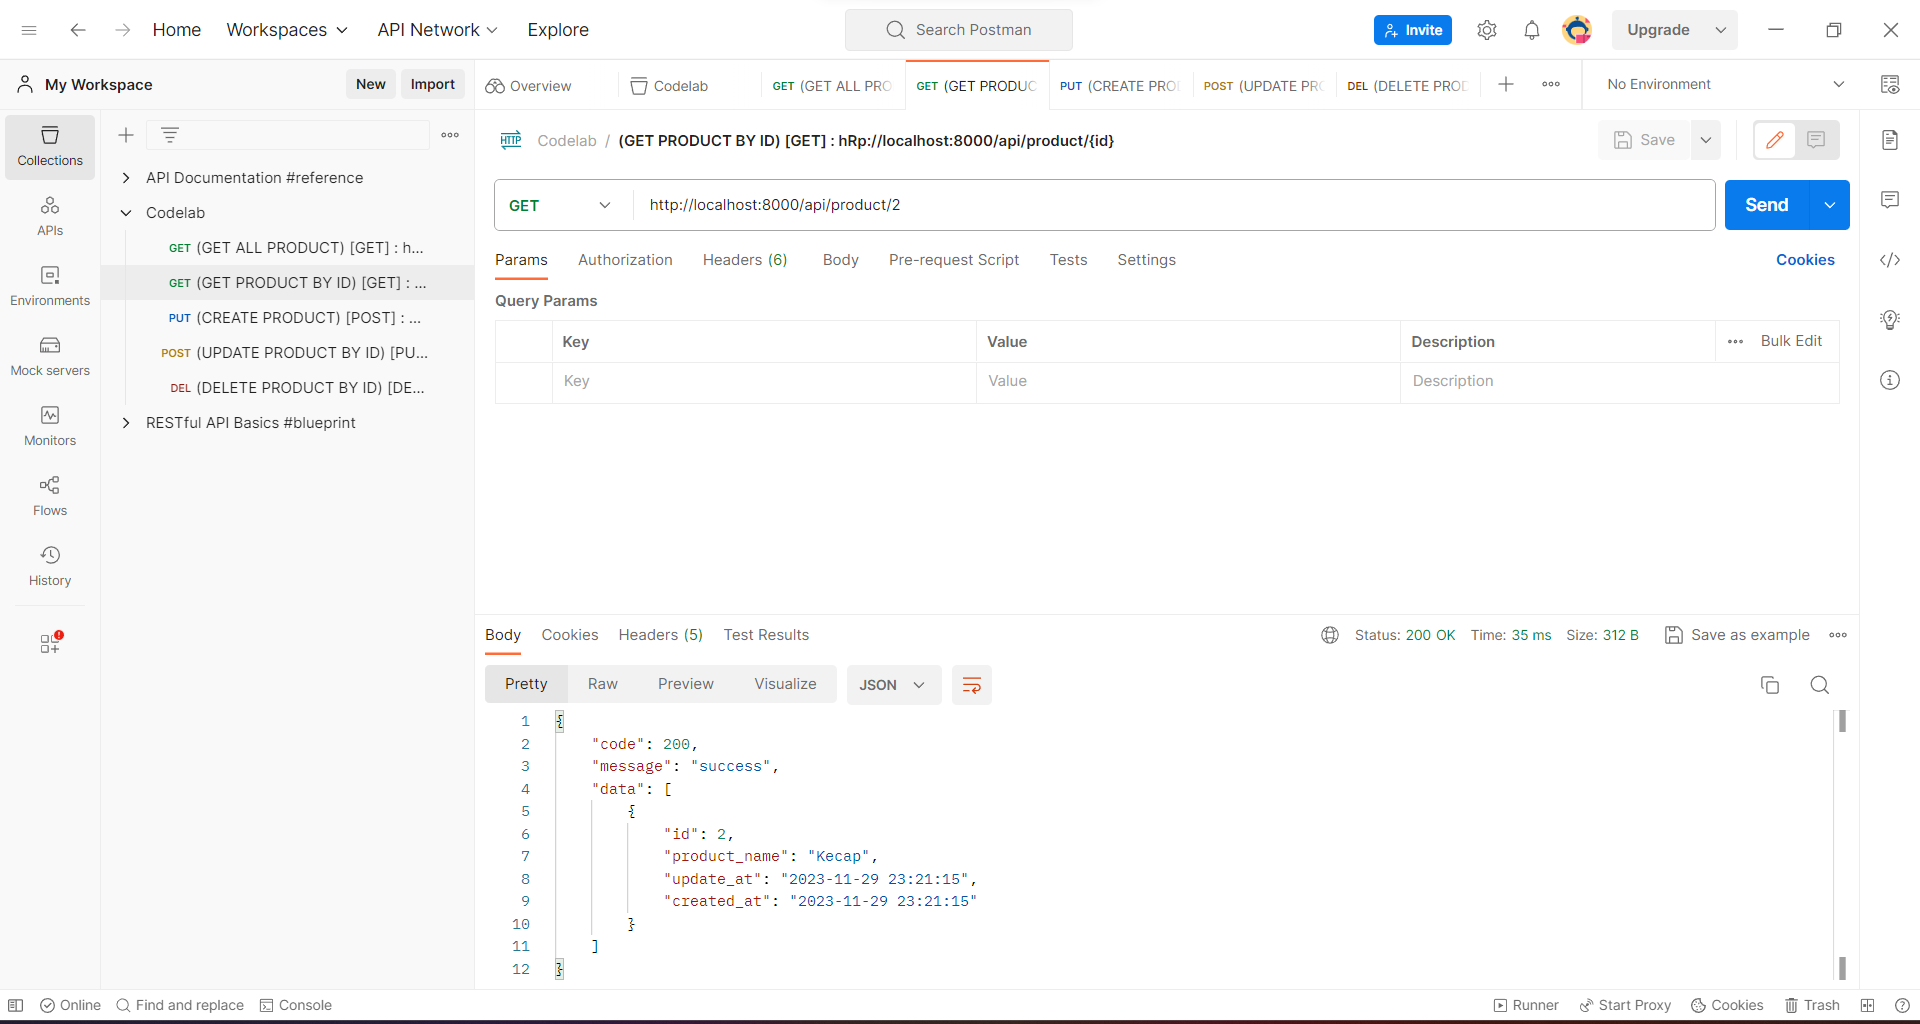 Home Workspaces API Network Explore Search Postman Invite Upgrade
My Workspace New Import Overview Codelab GET (GET ALL PRO GET (GET PRODUC PUT (CREATE PROD POST (UPDATE PRO DEL (DELETE PROD No Environment
Collections
APIs
Environments
Mock servers
Monitors
Flows
History
API Documentation #reference
Codelab
GET (GET ALL PRODUCT) [GET] : h...
GET (GET PRODUCT BY ID) [GET] : ...
PUT (CREATE PRODUCT) [POST] : ...
POST (UPDATE PRODUCT BY ID) [PU...
DEL (DELETE PRODUCT BY ID) [DE...
RESTful API Basics #blueprint
HTTP Codelab / (GET PRODUCT BY ID) [GET] : hRp://localhost:8000/api/product/{id} Save
GET http://localhost:8000/api/product/2 Send
Params Authorization Headers (6) Body Pre-request Script Tests Settings Cookies
Query Params
Key Value Description Bulk Edit
Key Value Description
Body Cookies Headers (5) Test Results Status: 200 OK Time: 35 ms Size: 312 B Save as example
Pretty Raw Preview Visualize JSON
1 {
2 "code": 200,
3 "message": "success",
4 "data": [
5 {
6 "id": 2,
7 "product_name": "Kecap",
8 "update_at": "2023-11-29 23:21:15",
9 "created_at": "2023-11-29 23:21:15"
10 }
11 ]
12 }
Online Find and replace Console Runner Start Proxy Cookies Trash